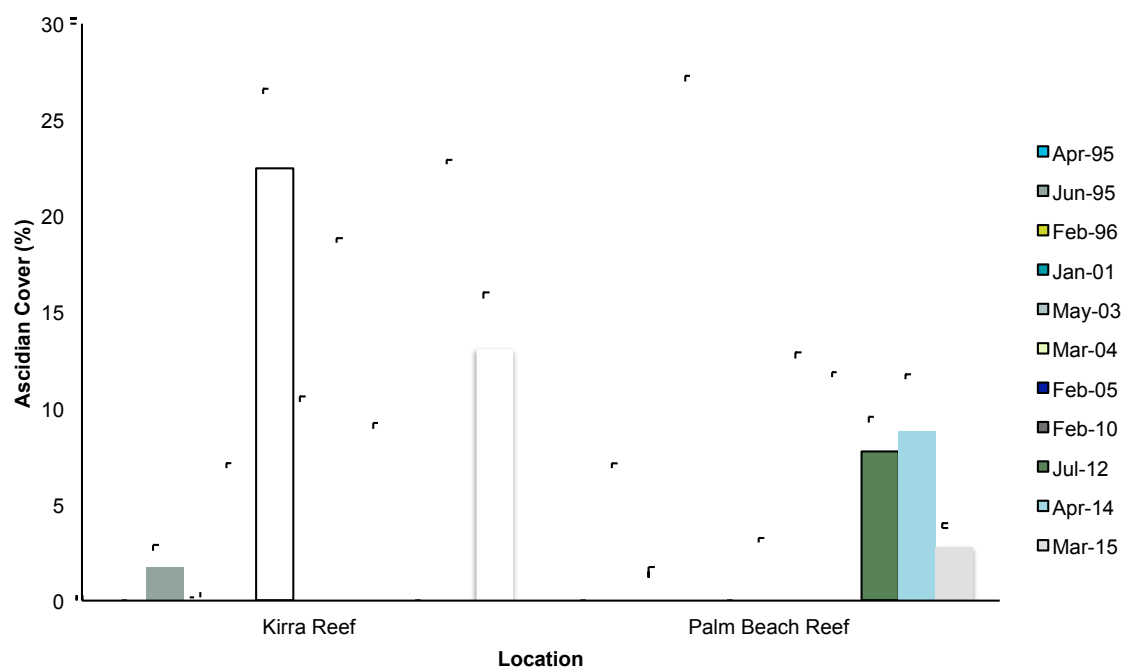 30
25
20
15
10
5
0
Ascidian Cover (%)
Kirra Reef
Palm Beach Reef
Location
Apr-95
Jun-95
Feb-96
Jan-01
May-03
Mar-04
Feb-05
Feb-10
Jul-12
Apr-14
Mar-15